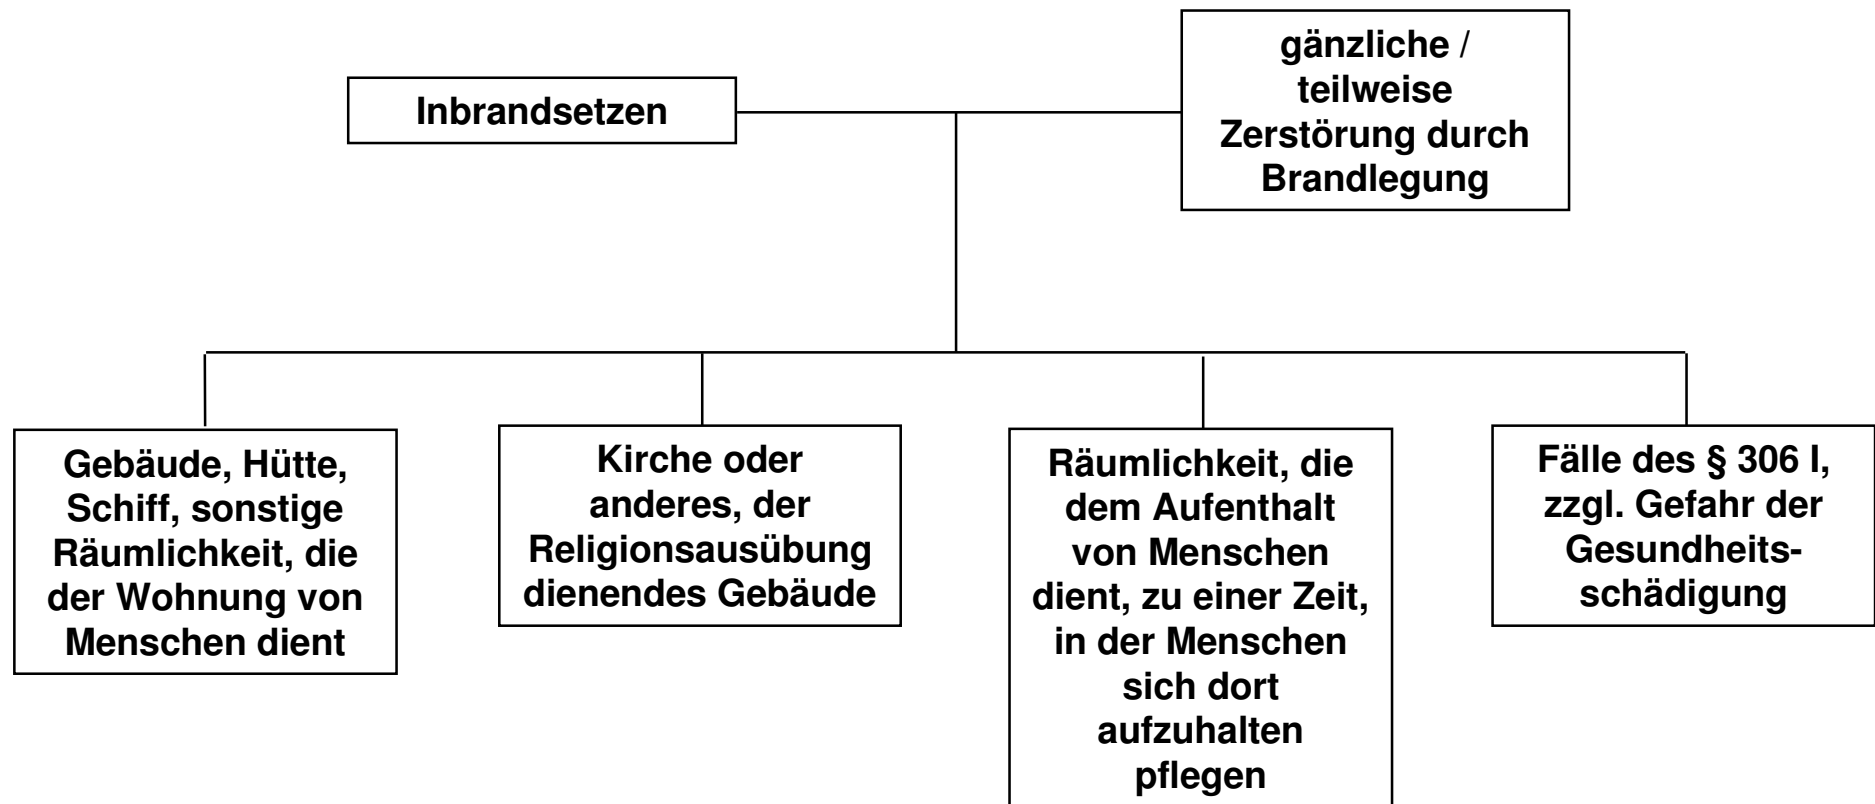 Inbrandsetzen
gänzliche /
teilweise
Zerstörung durch
Brandlegung
Gebäude, Hütte,
Schiff, sonstige
Räumlichkeit, die
der Wohnung von
Menschen dient
Kirche oder
anderes, der
Religionsausübung
dienendes Gebäude
Räumlichkeit, die
dem Aufenthalt
von Menschen
dient, zu einer Zeit,
in der Menschen
sich dort
aufzuhalten
pflegen
Fälle des § 306 I,
zzgl. Gefahr der
Gesundheits-
schädigung